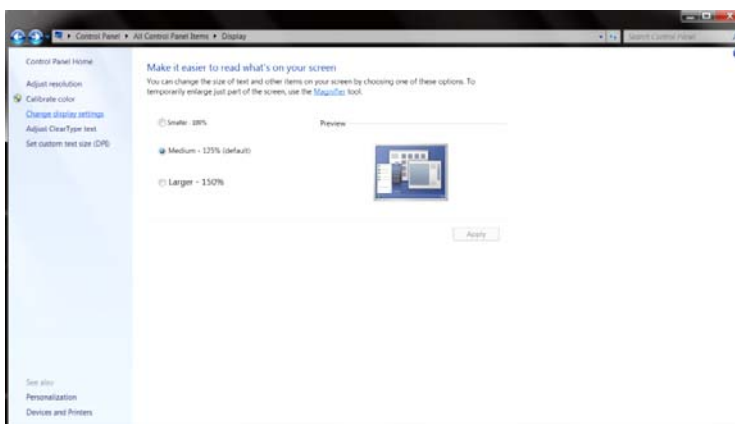 Control Panel ▸ All Control Panel Items ▸ Display
Search Control Panel
Control Panel Home
Adjust resolution
Calibrate color
Change display settings
Adjust ClearType text
Set custom text size (DPI)
Make it easier to read what's on your screen
You can change the size of text and other items on your screen by choosing one of these options. To
temporarily enlarge just part of the screen, use the Magnifier tool.
Smaller - 100%
Preview
Medium - 125% (default)
Larger - 150%
Apply
See also
Personalization
Devices and Printers